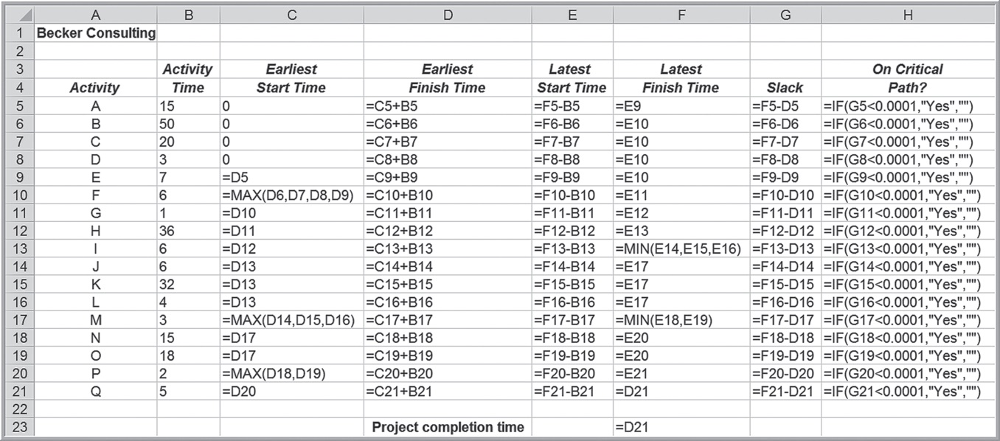 A B C D E F G H
1 Becker Consulting
2
3 Activity Earliest Earliest Latest Latest On Critical
4 Activity Time Start Time Finish Time Start Time Finish Time Slack Path?
5 A 15 0 =C5+B5 =F5-B5 =E9 =F5-D5 =IF(G5<0.0001,"Yes","")
6 B 50 0 =C6+B6 =F6-B6 =E10 =F6-D6 =IF(G6<0.0001,"Yes","")
7 C 20 0 =C7+B7 =F7-B7 =E10 =F7-D7 =IF(G7<0.0001,"Yes","")
8 D 3 0 =C8+B8 =F8-B8 =E10 =F8-D8 =IF(G8<0.0001,"Yes","")
9 E 7 =D5 =C9+B9 =F9-B9 =E10 =F9-D9 =IF(G9<0.0001,"Yes","")
10 F 6 =MAX(D6,D7,D8,D9) =C10+B10 =F10-B10 =E11 =F10-D10 =IF(G10<0.0001,"Yes","")
11 G 1 =D10 =C11+B11 =F11-B11 =E12 =F11-D11 =IF(G11<0.0001,"Yes","")
12 H 36 =D11 =C12+B12 =F12-B12 =E13 =F12-D12 =IF(G12<0.0001,"Yes","")
13 I 6 =D12 =C13+B13 =F13-B13 =MIN(E14,E15,E16) =F13-D13 =IF(G13<0.0001,"Yes","")
14 J 6 =D13 =C14+B14 =F14-B14 =E17 =F14-D14 =IF(G14<0.0001,"Yes","")
15 K 32 =D13 =C15+B15 =F15-B15 =E17 =F15-D15 =IF(G15<0.0001,"Yes","")
16 L 4 =D13 =C16+B16 =F16-B16 =E17 =F16-D16 =IF(G16<0.0001,"Yes","")
17 M 3 =MAX(D14,D15,D16) =C17+B17 =F17-B17 =MIN(E18,E19) =F17-D17 =IF(G17<0.0001,"Yes","")
18 N 15 =D17 =C18+B18 =F18-B18 =E20 =F18-D18 =IF(G18<0.0001,"Yes","")
19 O 18 =D17 =C19+B19 =F19-B19 =E20 =F19-D19 =IF(G19<0.0001,"Yes","")
20 P 2 =MAX(D18,D19) =C20+B20 =F20-B20 =E21 =F20-D20 =IF(G20<0.0001,"Yes","")
21 Q 5 =D20 =C21+B21 =F21-B21 =D21 =F21-D21 =IF(G21<0.0001,"Yes","")
22
23 Project completion time =D21